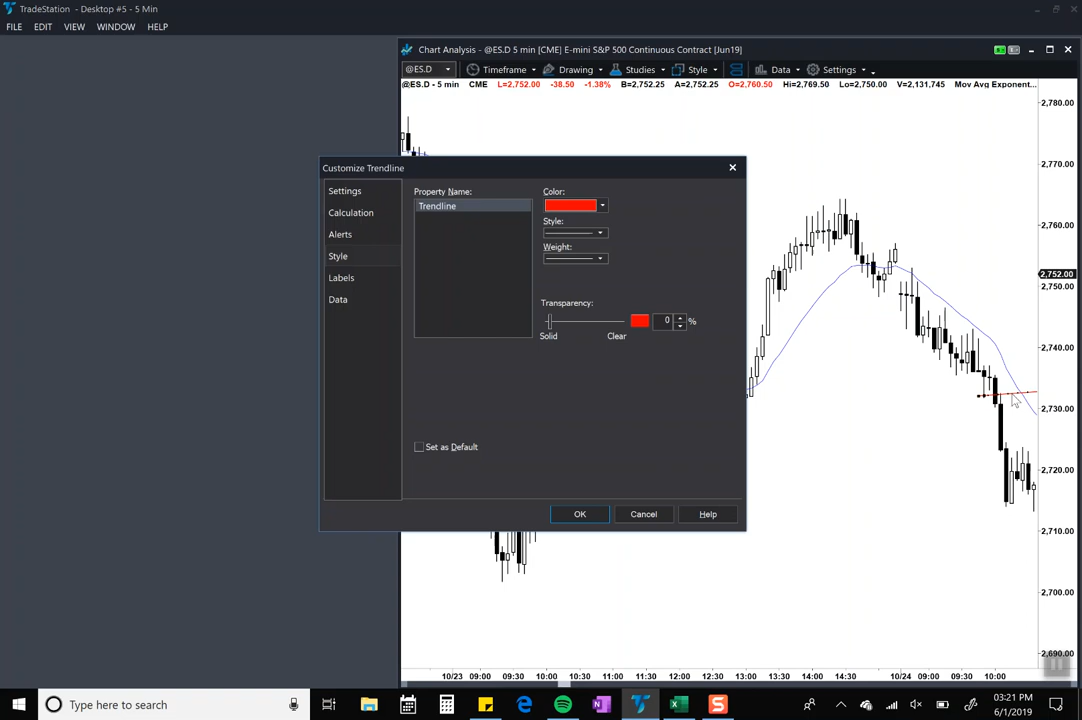 TradeStation - Desktop #5 - 5 Min
FILE EDIT VIEW WINDOW HELP
Chart Analysis - @ES.D 5 min [CME] E-mini S&P 500 Continuous Contract [Jun19]
@ES.D Timeframe Drawing Studies Style Data Settings
@ES.D - 5 min CME L=2,752.00 -38.50 -1.38% B=2,752.25 A=2,752.25 O=2,760.50 Hi=2,769.50 Lo=2,750.00 V=2,131,745 Mov Avg Exponent...
2,780.00
2,770.00
2,760.00
2,752.00
2,750.00
2,740.00
2,730.00
2,720.00
2,710.00
2,700.00
2,690.00
Customize Trendline
Settings
Calculation
Alerts
Style
Labels
Data
Property Name:
Trendline
Color:
Style:
Weight:
Transparency:
0 %
Solid Clear
Set as Default
OK Cancel Help
10/23 09:00 09:30 10:00 10:30 11:00 11:30 12:00 12:30 13:00 13:30 14:00 14:30 10/24 09:00 09:30 10:00
Type here to search
03:21 PM
6/1/2019